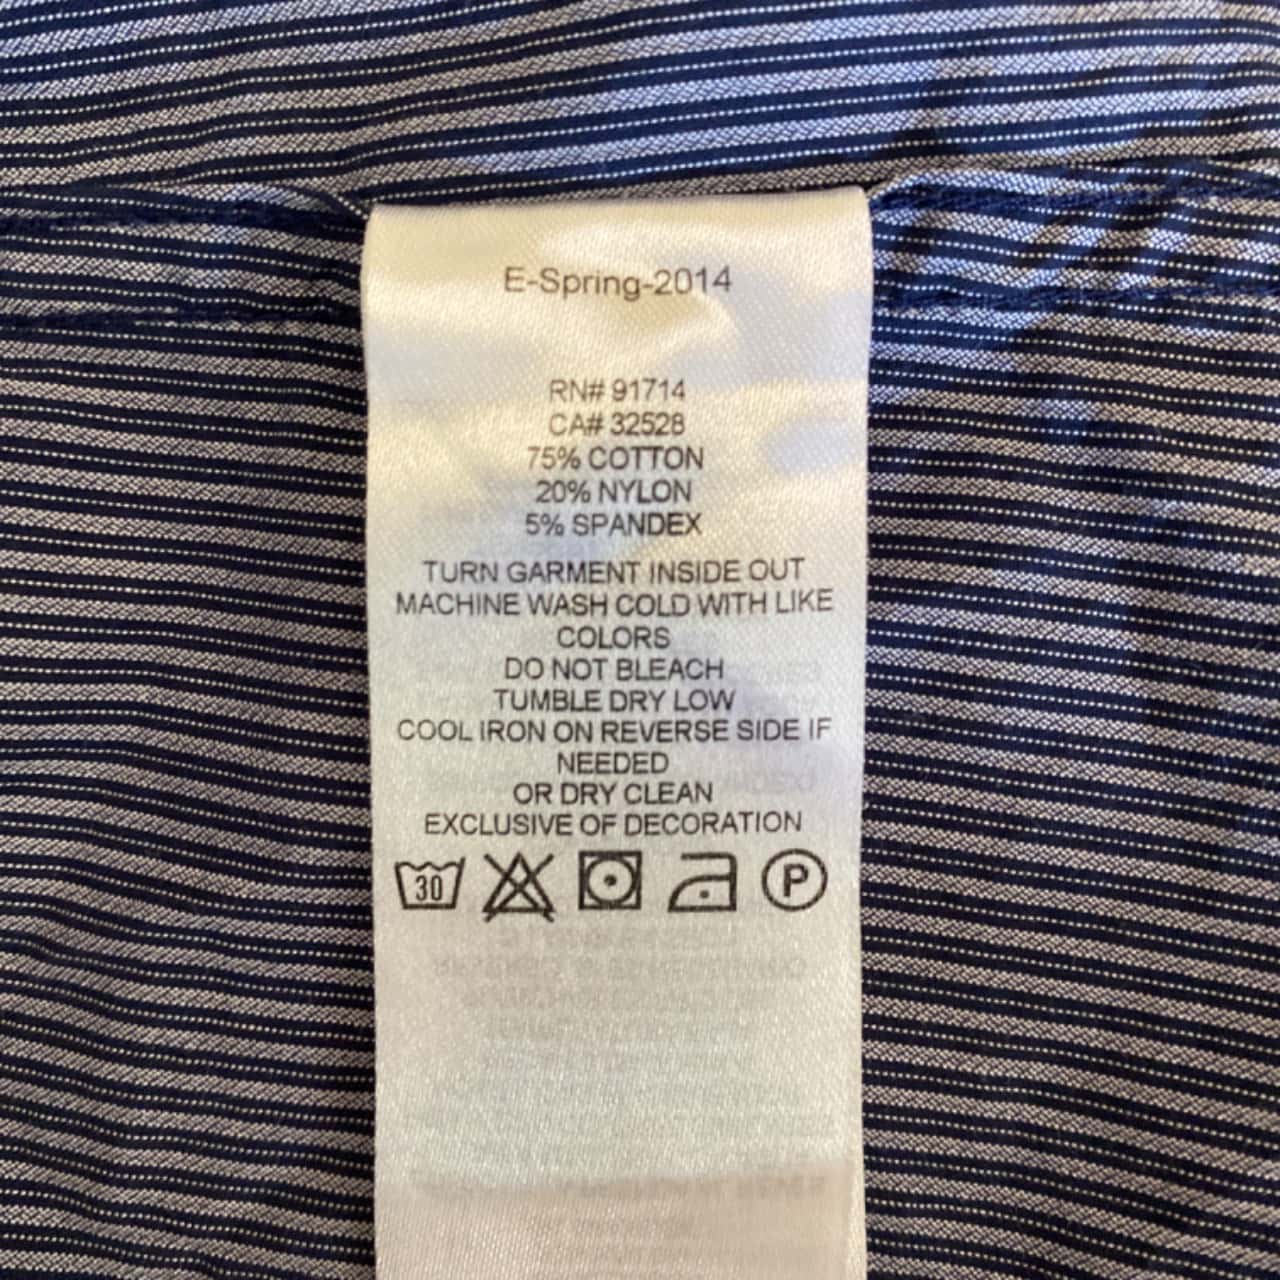 E-Spring-2014
RN# 91714
CA# 32528
75% COTTON
20% NYLON
5% SPANDEX
TURN GARMENT INSIDE OUT
MACHINE WASH COLD WITH LIKE
COLORS
DO NOT BLEACH
TUMBLE DRY LOW
COOL IRON ON REVERSE SIDE IF
NEEDED
OR DRY CLEAN
EXCLUSIVE OF DECORATION
30 P